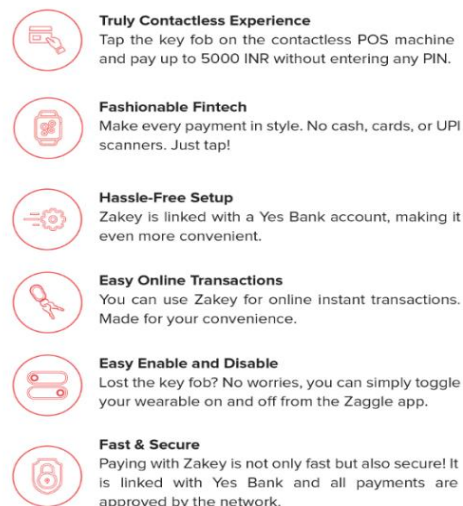 Truly Contactless Experience
Tap the key fob on the contactless POS machine
and pay up to 5000 INR without entering any PIN.
Fashionable Fintech
Make every payment in style. No cash, cards, or UPI
scanners. Just tap!
Hassle-Free Setup
Zakey is linked with a Yes Bank account, making it
even more convenient.
Easy Online Transactions
You can use Zakey for online instant transactions.
Made for your convenience.
Easy Enable and Disable
Lost the key fob? No worries, you can simply toggle
your wearable on and off from the Zaggle app.
Fast & Secure
Paying with Zakey is not only fast but also secure! It
is linked with Yes Bank and all payments are
approved by the network.